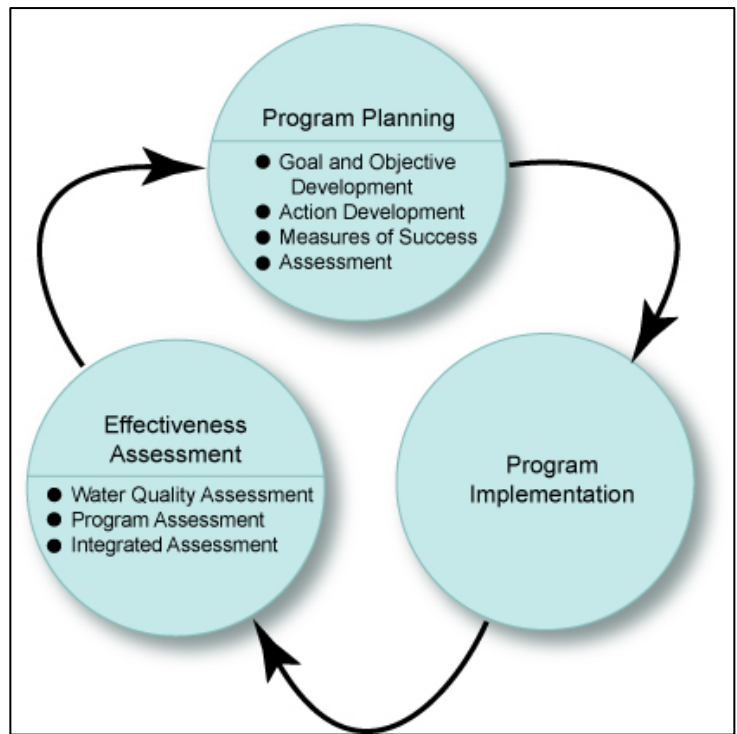 Program Planning
● Goal and Objective
Development
● Action Development
● Measures of Success
● Assessment
Effectiveness
Assessment
● Water Quality Assessment
● Program Assessment
● Integrated Assessment
Program
Implementation